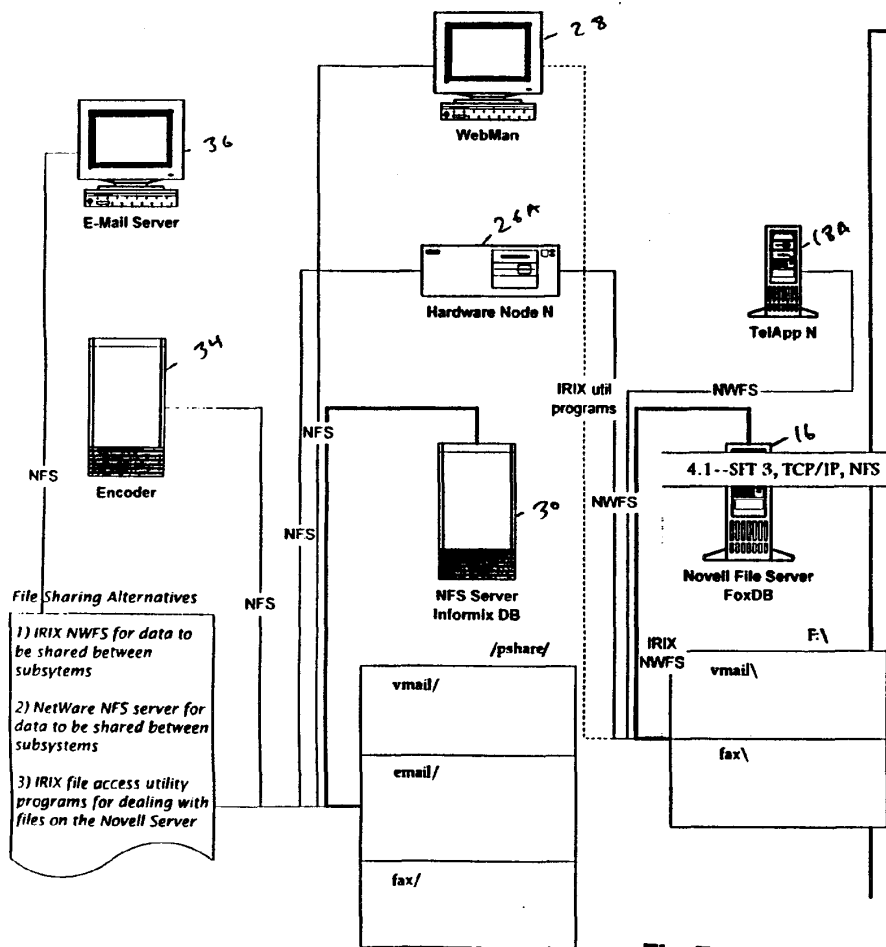 28
WebMan
36
E-Mail Server
26A
Hardware Node N
18A
TelApp N
34
Encoder
NFS
NFS
NFS
NFS
IRIX util
programs
NWFS
NWFS
16
4.1--SFT 3, TCP/IP, NFS
Novell File Server
FoxDB
30
NFS Server
Informix DB
File Sharing Alternatives
1) IRIX NWFS for data to
be shared between
subsytems
2) NetWare NFS server for
data to be shared between
subsystems
3) IRIX file access utility
programs for dealing with
files on the Novell Server
/pshare/
vmail/
email/
fax/
IRIX
NWFS
F:\
vmail\
fax\